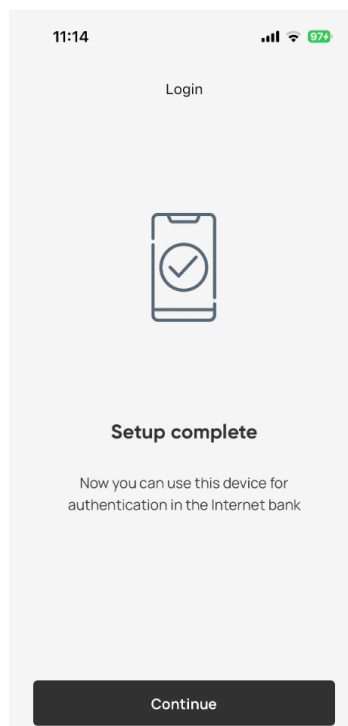 11:14
97
Login
Setup complete
Now you can use this device for
authentication in the Internet bank
Continue